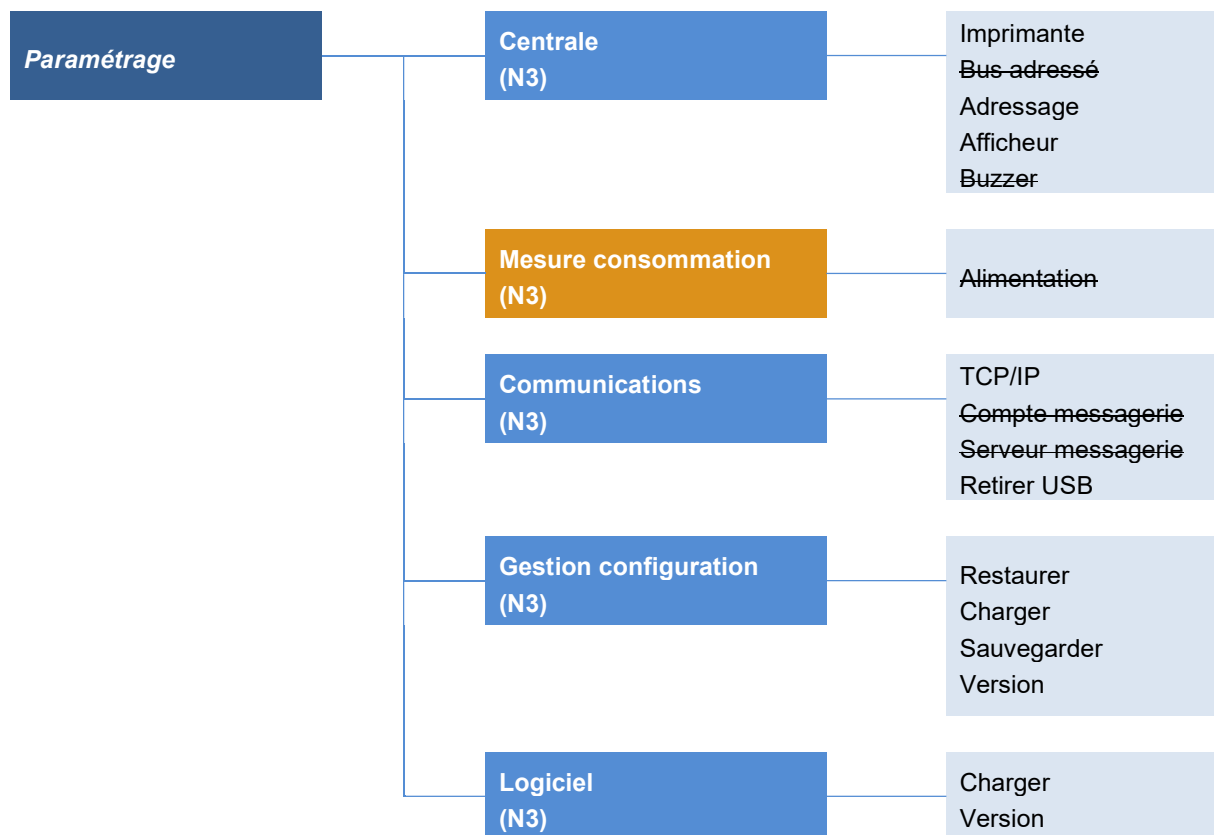 Paramétrage
Centrale
(N3)
Imprimante
Bus adressé
Adressage
Afficheur
Buzzer
Mesure consommation
(N3)
Alimentation
Communications
(N3)
TCP/IP
Compte messagerie
Serveur messagerie
Retirer USB
Gestion configuration
(N3)
Restaurer
Charger
Sauvegarder
Version
Logiciel
(N3)
Charger
Version